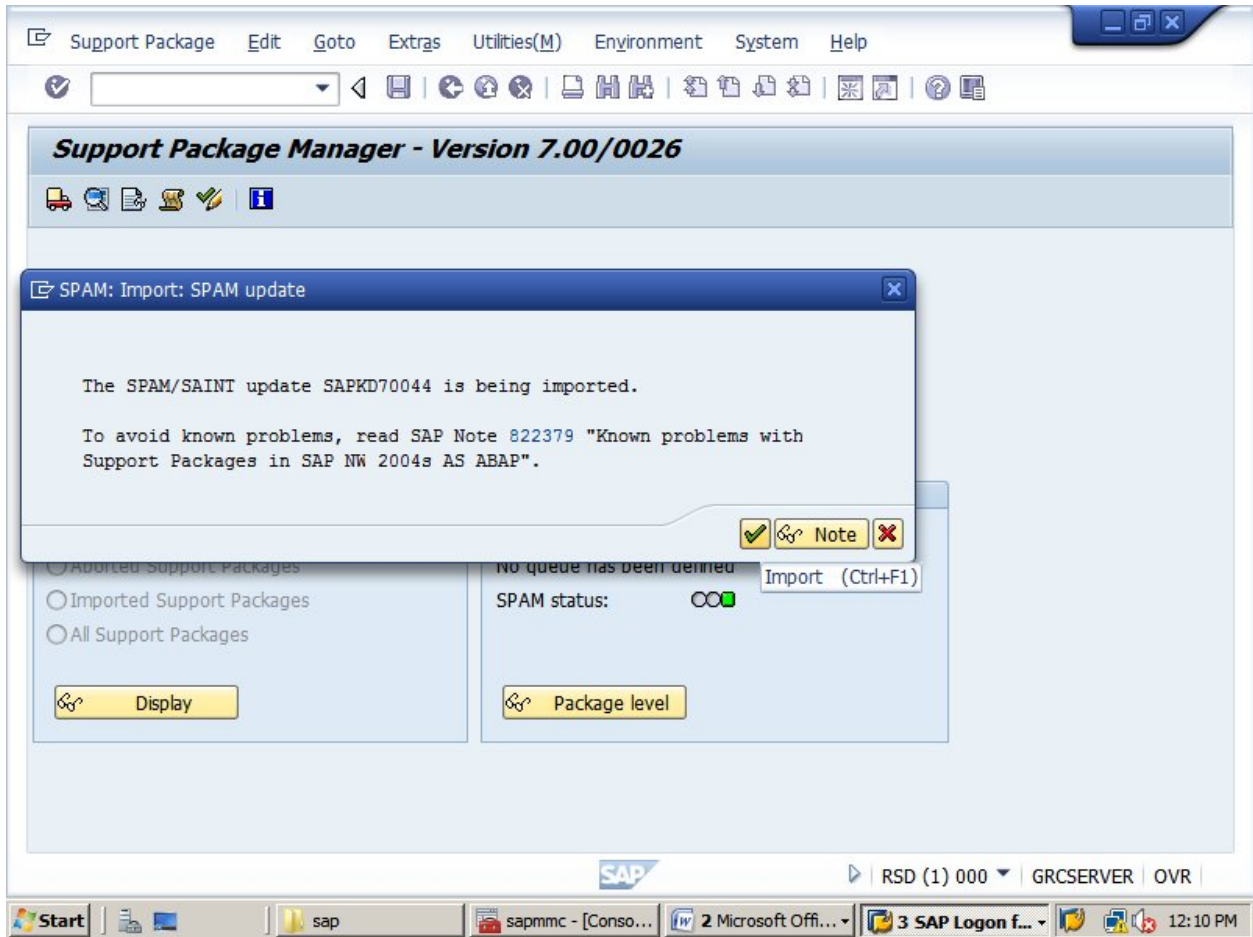 Support Package Edit Goto Extras Utilities(M) Environment System Help
Support Package Manager - Version 7.00/0026
SPAM: Import: SPAM update
The SPAM/SAINT update SAPKD70044 is being imported.
To avoid known problems, read SAP Note 822379 "Known problems with
Support Packages in SAP NW 2004s AS ABAP".
Note
Import (Ctrl+F1)
Aborted Support Packages
No queue has been defined
Imported Support Packages
SPAM status:
All Support Packages
Display
Package level
SAP
RSD (1) 000 GRCSERVER OVR
Start sap sapmmc - [Conso... 2 Microsoft Offi... 3 SAP Logon f... 12:10 PM